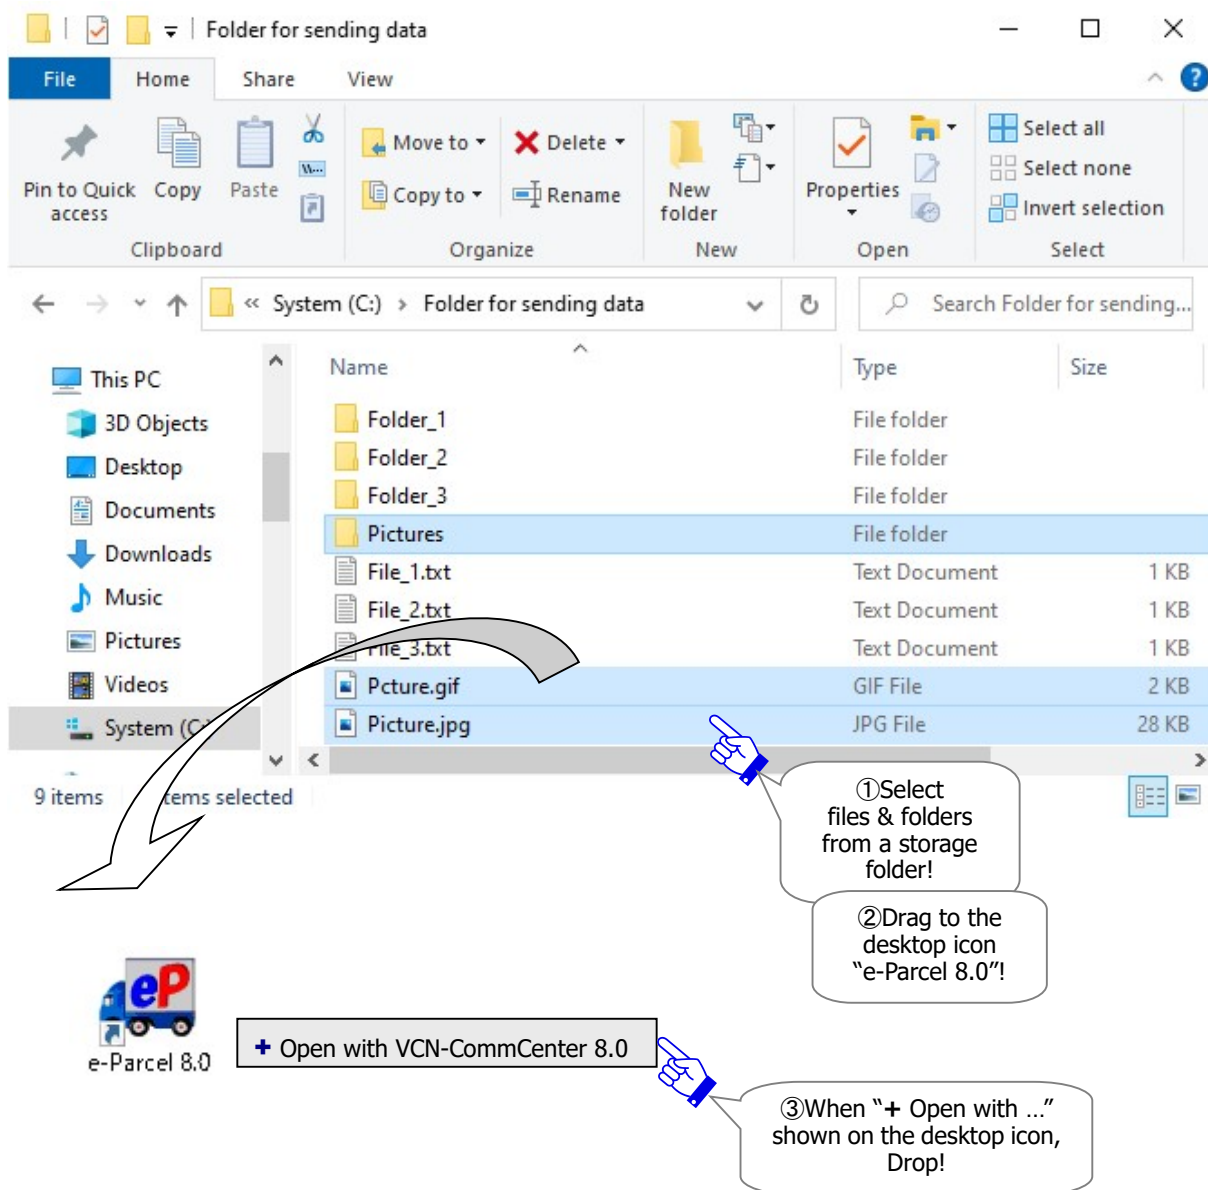 Folder for sending data
File Home Share View
Pin to Quick access Copy Paste
Move to Delete
Copy to Rename
New folder
Properties
Select all
Select none
Invert selection
Clipboard Organize New Open Select
« System (C:) › Folder for sending data
Search Folder for sending...
Name Type Size
This PC
3D Objects
Desktop
Documents
Downloads
Music
Pictures
Videos
System (C:
Folder_1 File folder
Folder_2 File folder
Folder_3 File folder
Pictures File folder
File_1.txt Text Document 1 KB
File_2.txt Text Document 1 KB
File_3.txt Text Document 1 KB
Pcture.gif GIF File 2 KB
Picture.jpg JPG File 28 KB
9 items items selected
①Select
files & folders
from a storage
folder!
②Drag to the
desktop icon
“e-Parcel 8.0”!
eP
e-Parcel 8.0
+ Open with VCN-CommCenter 8.0
③When “+ Open with …”
shown on the desktop icon,
Drop!